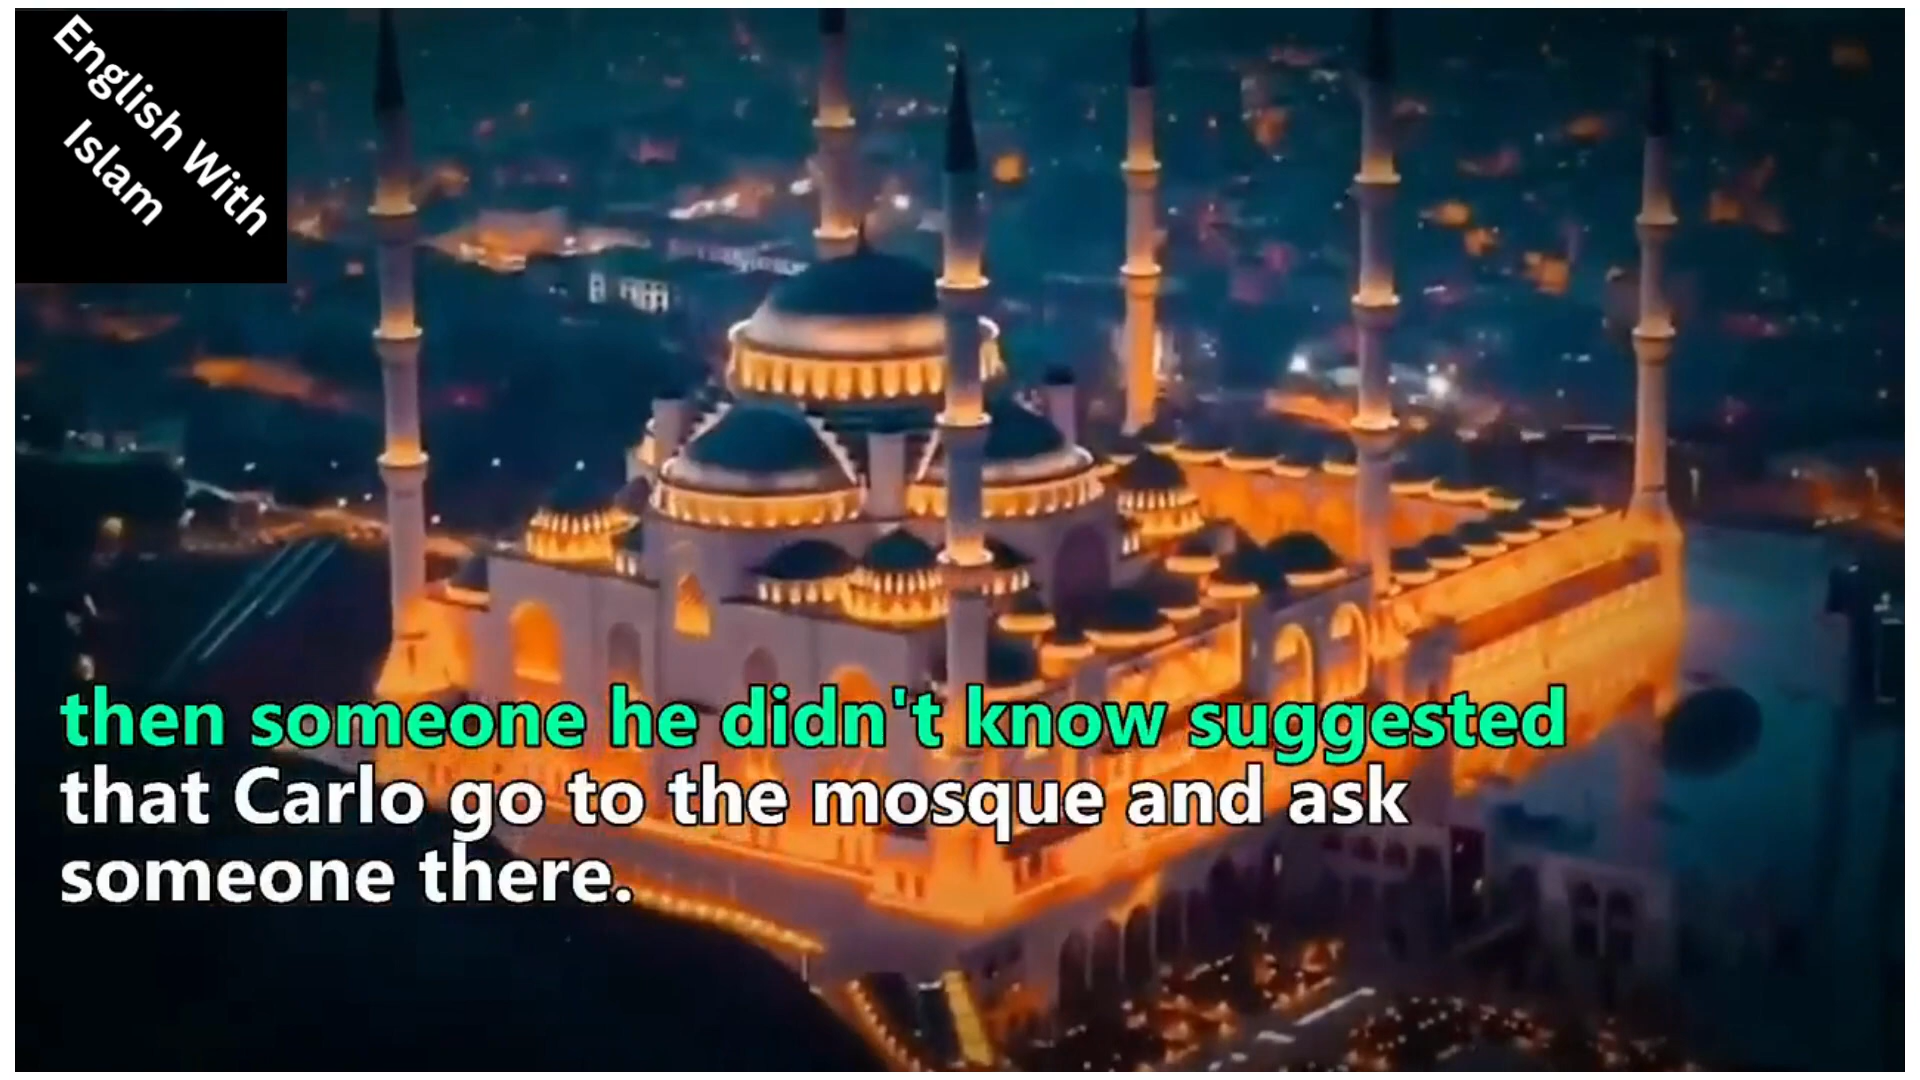 English With
Islam
then someone he didn't know suggested
that Carlo go to the mosque and ask
someone there.